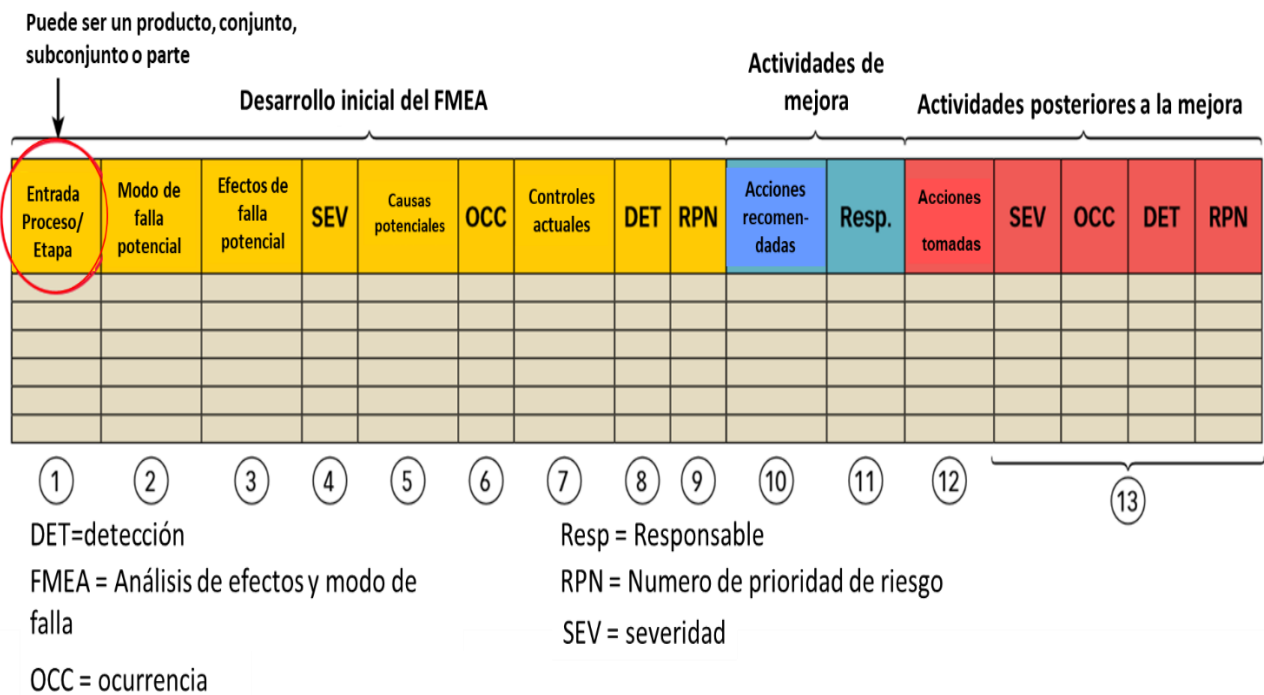 Puede ser un producto, conjunto,
subconjunto o parte
Desarrollo inicial del FMEA
Actividades de
mejora
Actividades posteriores a la mejora
Entrada
Proceso/
Etapa
Modo de
falla
potencial
Efectos de
falla
potencial
SEV
Causas
potenciales
OCC
Controles
actuales
DET
RPN
Acciones
recomen-
dadas
Resp.
Acciones
tomadas
SEV
OCC
DET
RPN
1
2
3
4
5
6
7
8
9
10
11
12
13
DET=detección
FMEA = Análisis de efectos y modo de
falla
OCC = ocurrencia
Resp = Responsable
RPN = Numero de prioridad de riesgo
SEV = severidad